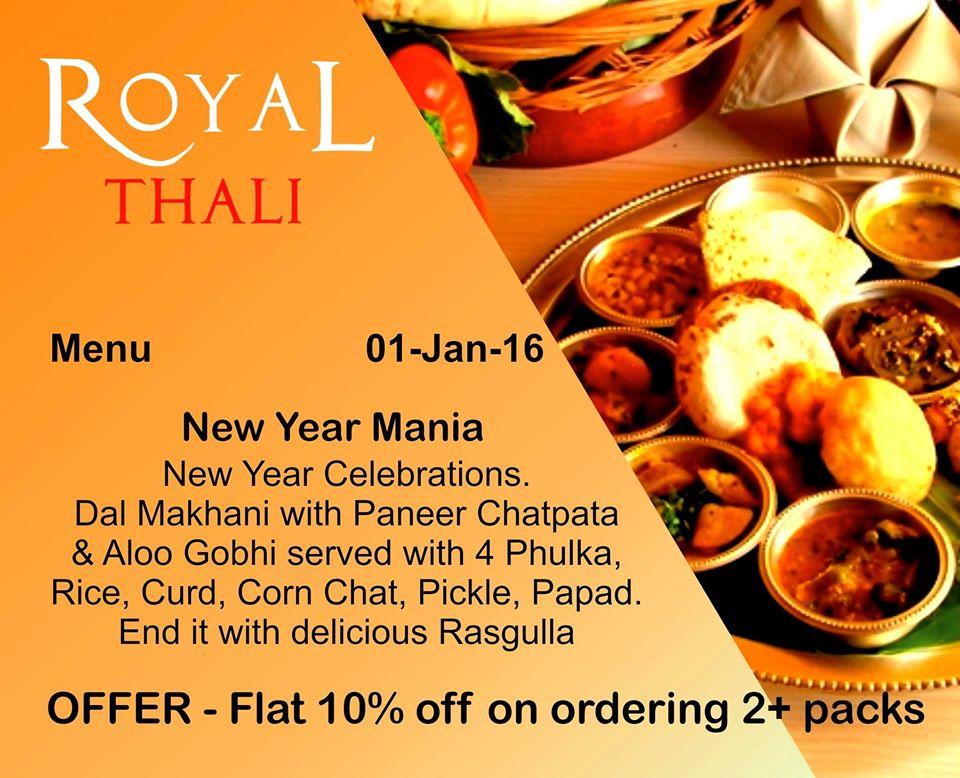 ROYAL
THALI
Menu 01-Jan-16
New Year Mania
New Year Celebrations.
Dal Makhani with Paneer Chatpata
& Aloo Gobhi served with 4 Phulka,
Rice, Curd, Corn Chat, Pickle, Papad.
End it with delicious Rasgulla
OFFER - Flat 10% off on ordering 2+ packs